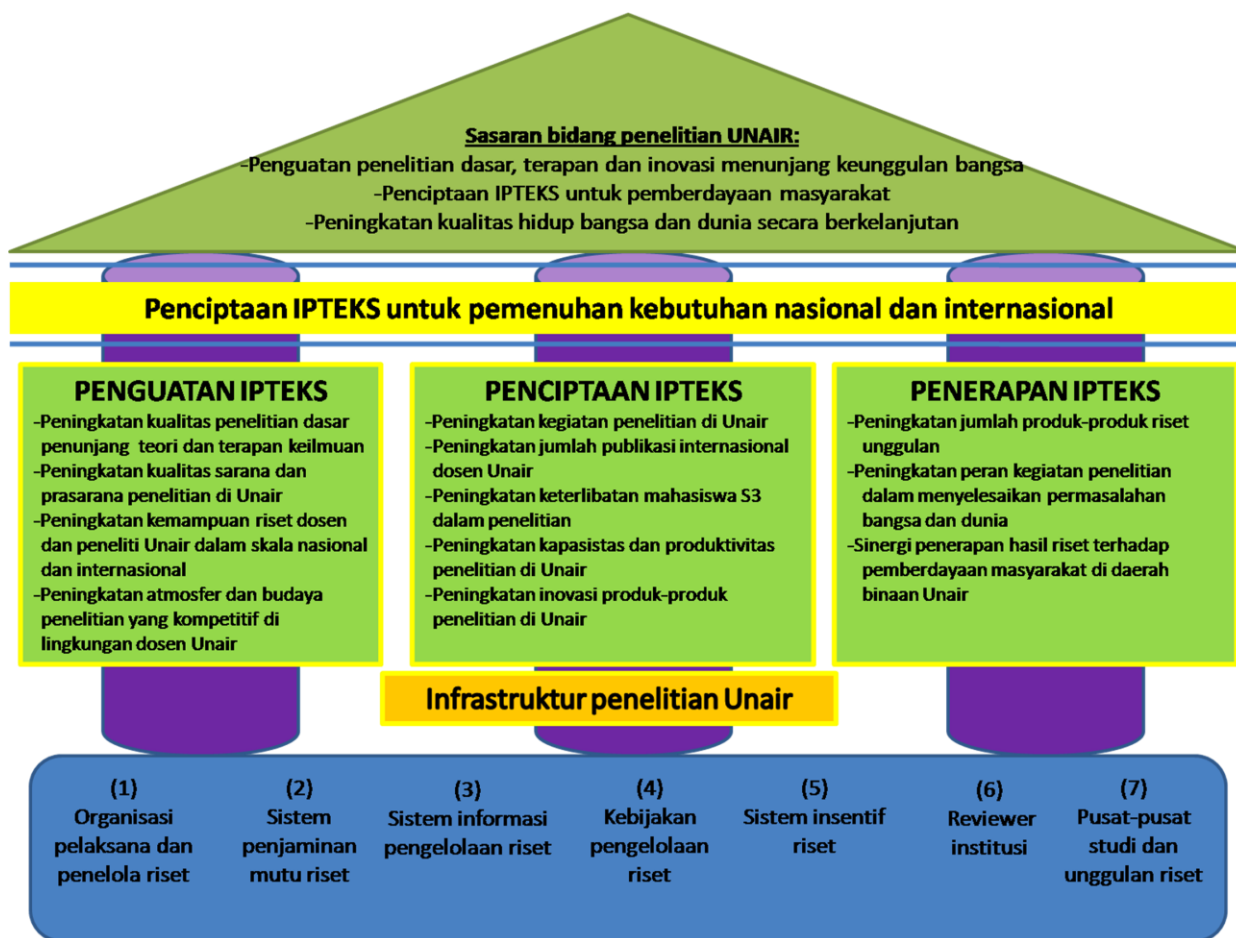 Sasaran bidang penelitian UNAIR:
-Penguatan penelitian dasar, terapan dan inovasi menunjang keunggulan bangsa
-Penciptaan IPTEKS untuk pemberdayaan masyarakat
-Peningkatan kualitas hidup bangsa dan dunia secara berkelanjutan
Penciptaan IPTEKS untuk pemenuhan kebutuhan nasional dan internasional
PENGUATAN IPTEKS
-Peningkatan kualitas penelitian dasar
penunjang teori dan terapan keilmuan
-Peningkatan kualitas sarana dan
prasarana penelitian di Unair
-Peningkatan kemampuan riset dosen
dan peneliti Unair dalam skala nasional
dan internasional
-Peningkatan atmosfer dan budaya
penelitian yang kompetitif di
lingkungan dosen Unair
PENCIPTAAN IPTEKS
-Peningkatan kegiatan penelitian di Unair
-Peningkatan jumlah publikasi internasional
dosen Unair
-Peningkatan keterlibatan mahasiswa S3
dalam penelitian
-Peningkatan kapasistas dan produktivitas
penelitian di Unair
-Peningkatan inovasi produk-produk
penelitian di Unair
PENERAPAN IPTEKS
-Peningkatan jumlah produk-produk riset
unggulan
-Peningkatan peran kegiatan penelitian
dalam menyelesaikan permasalahan
bangsa dan dunia
-Sinergi penerapan hasil riset terhadap
pemberdayaan masyarakat di daerah
binaan Unair
Infrastruktur penelitian Unair
(1)
Organisasi
pelaksana dan
penelola riset
(2)
Sistem
penjaminan
mutu riset
(3)
Sistem informasi
pengelolaan riset
(4)
Kebijakan
pengelolaan
riset
(5)
Sistem insentif
riset
(6)
Reviewer
institusi
(7)
Pusat-pusat
studi dan
unggulan riset